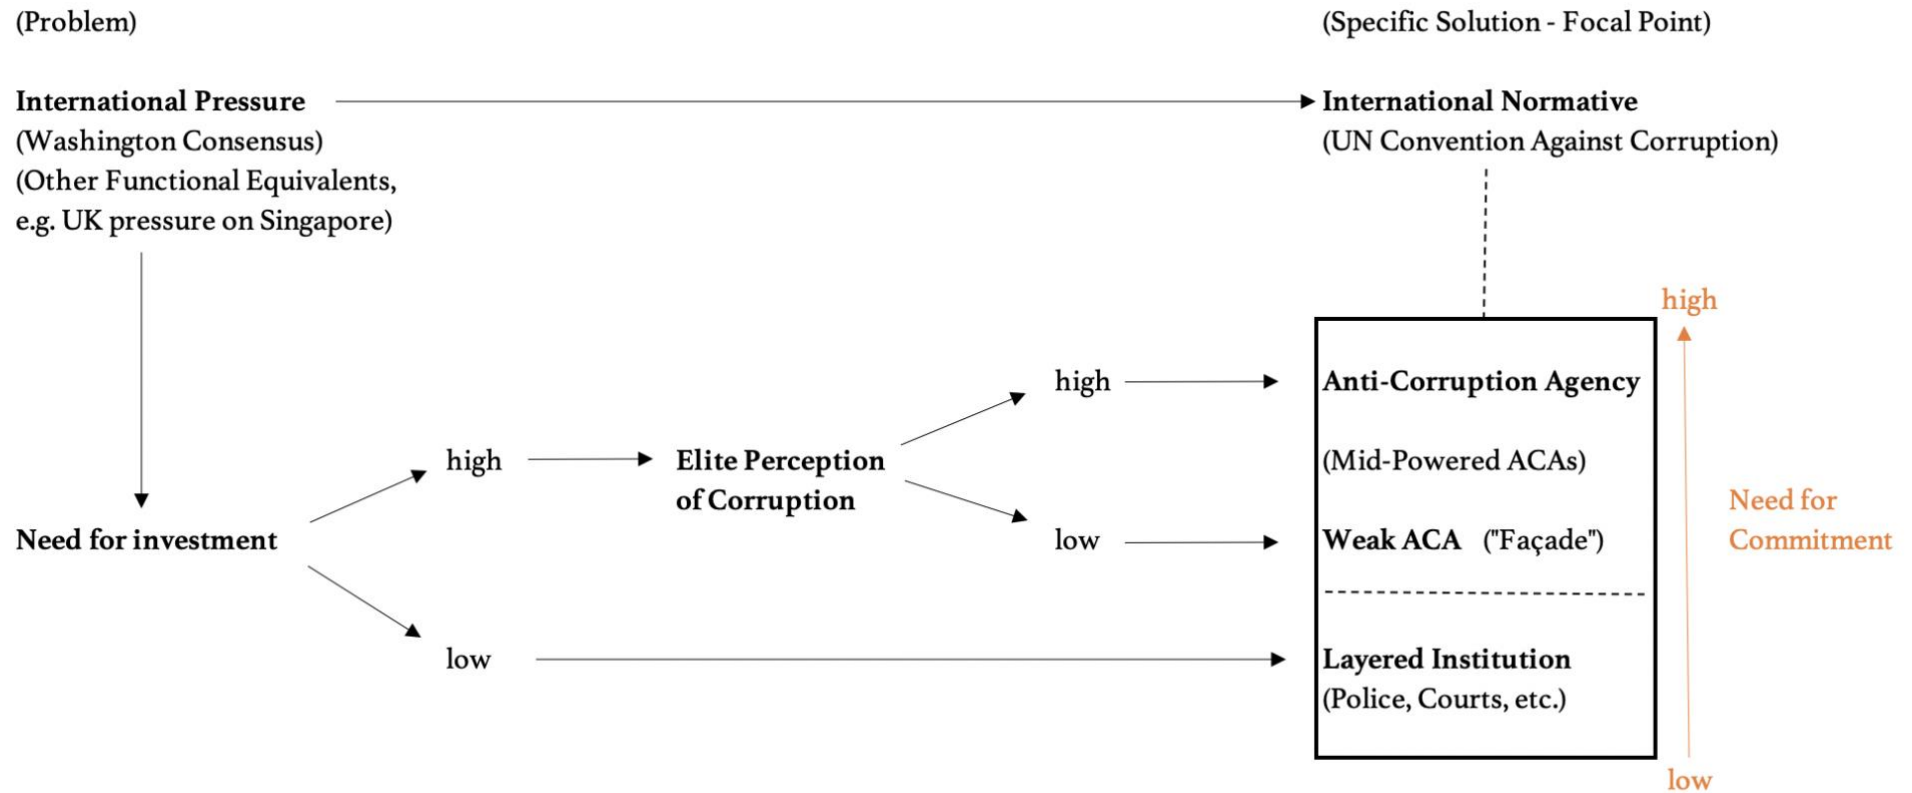 (Problem)
(Specific Solution - Focal Point)
International Pressure
International Normative
(Washington Consensus)
(UN Convention Against Corruption)
(Other Functional Equivalents,
e.g. UK pressure on Singapore)
high
high
Anti-Corruption Agency
high
Elite Perception
of Corruption
(Mid-Powered ACAs)
Need for
Commitment
Need for investment
low
Weak ACA ("Façade")
low
Layered Institution
(Police, Courts, etc.)
low